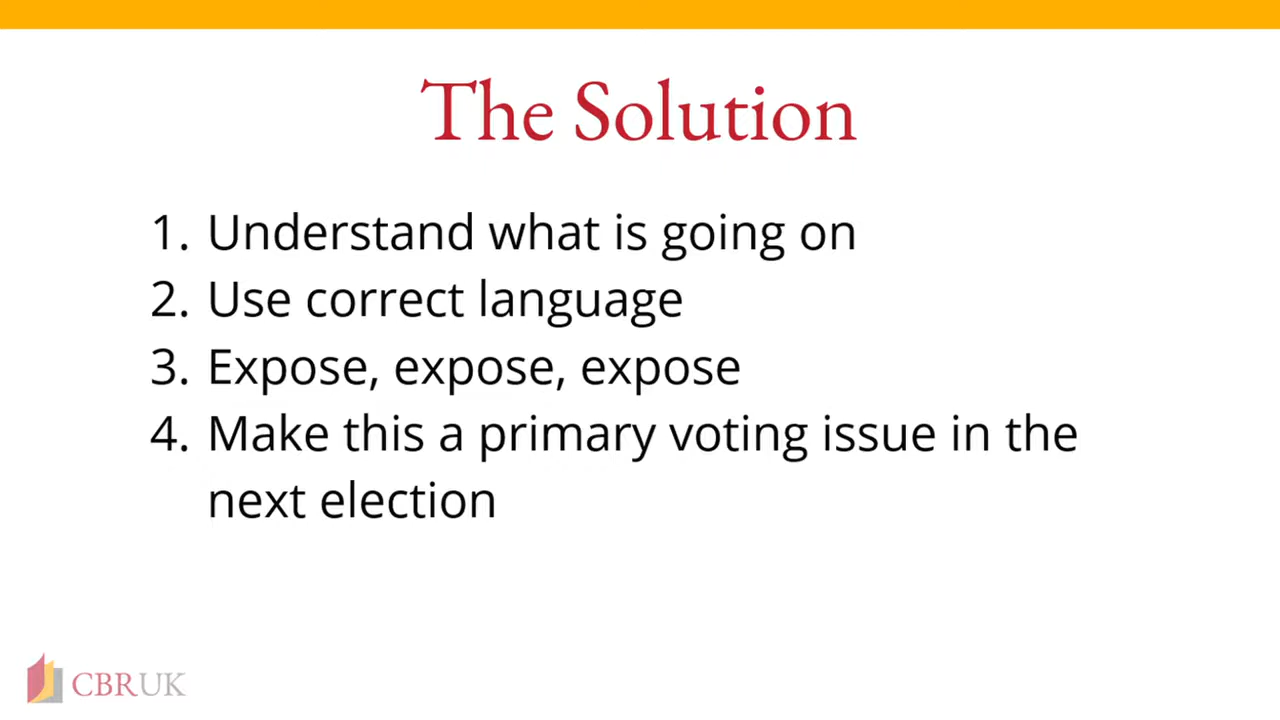 The Solution
1. Understand what is going on
2. Use correct language
3. Expose, expose, expose
4. Make this a primary voting issue in the
next election
CBRUK